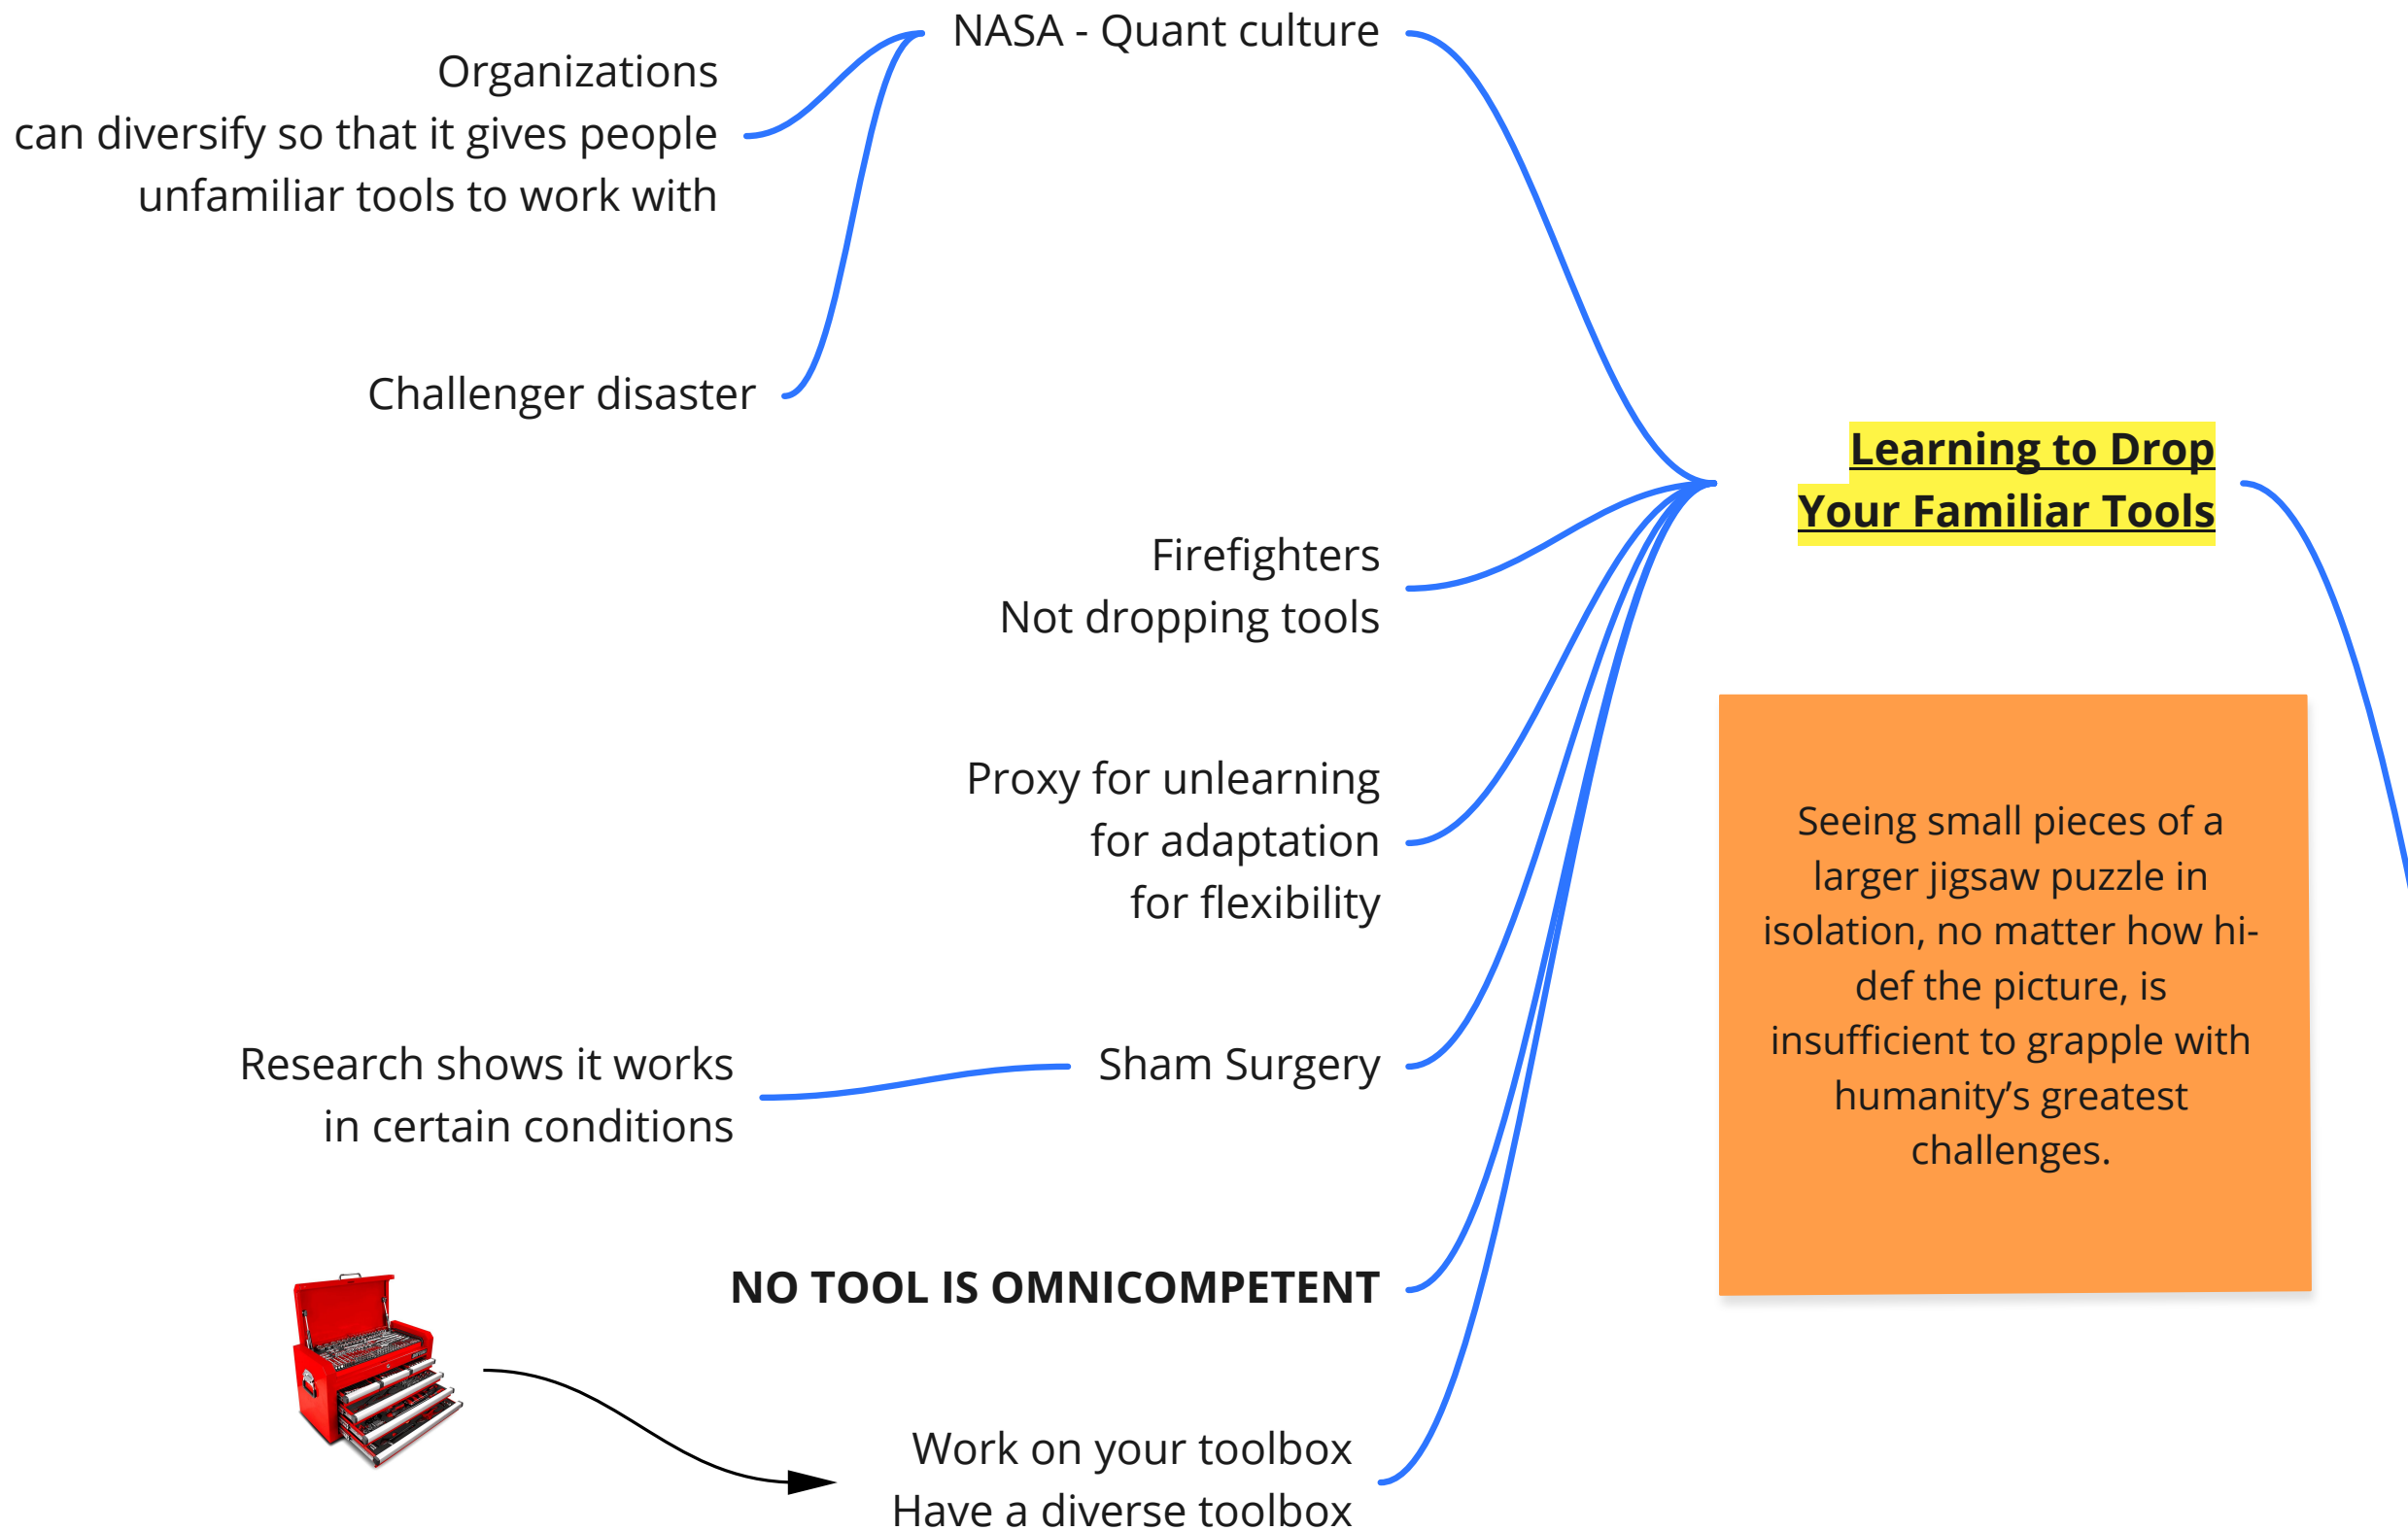 NASA - Quant culture
Organizations
can diversify so that it gives people
unfamiliar tools to work with
Challenger disaster
Learning to Drop
Your Familiar Tools
Firefighters
Not dropping tools
Proxy for unlearning
for adaptation
for flexibility
Seeing small pieces of a
larger jigsaw puzzle in
isolation, no matter how hi-
def the picture, is
insufficient to grapple with
humanity’s greatest
challenges.
Sham Surgery
Research shows it works
in certain conditions
NO TOOL IS OMNICOMPETENT
Work on your toolbox
Have a diverse toolbox